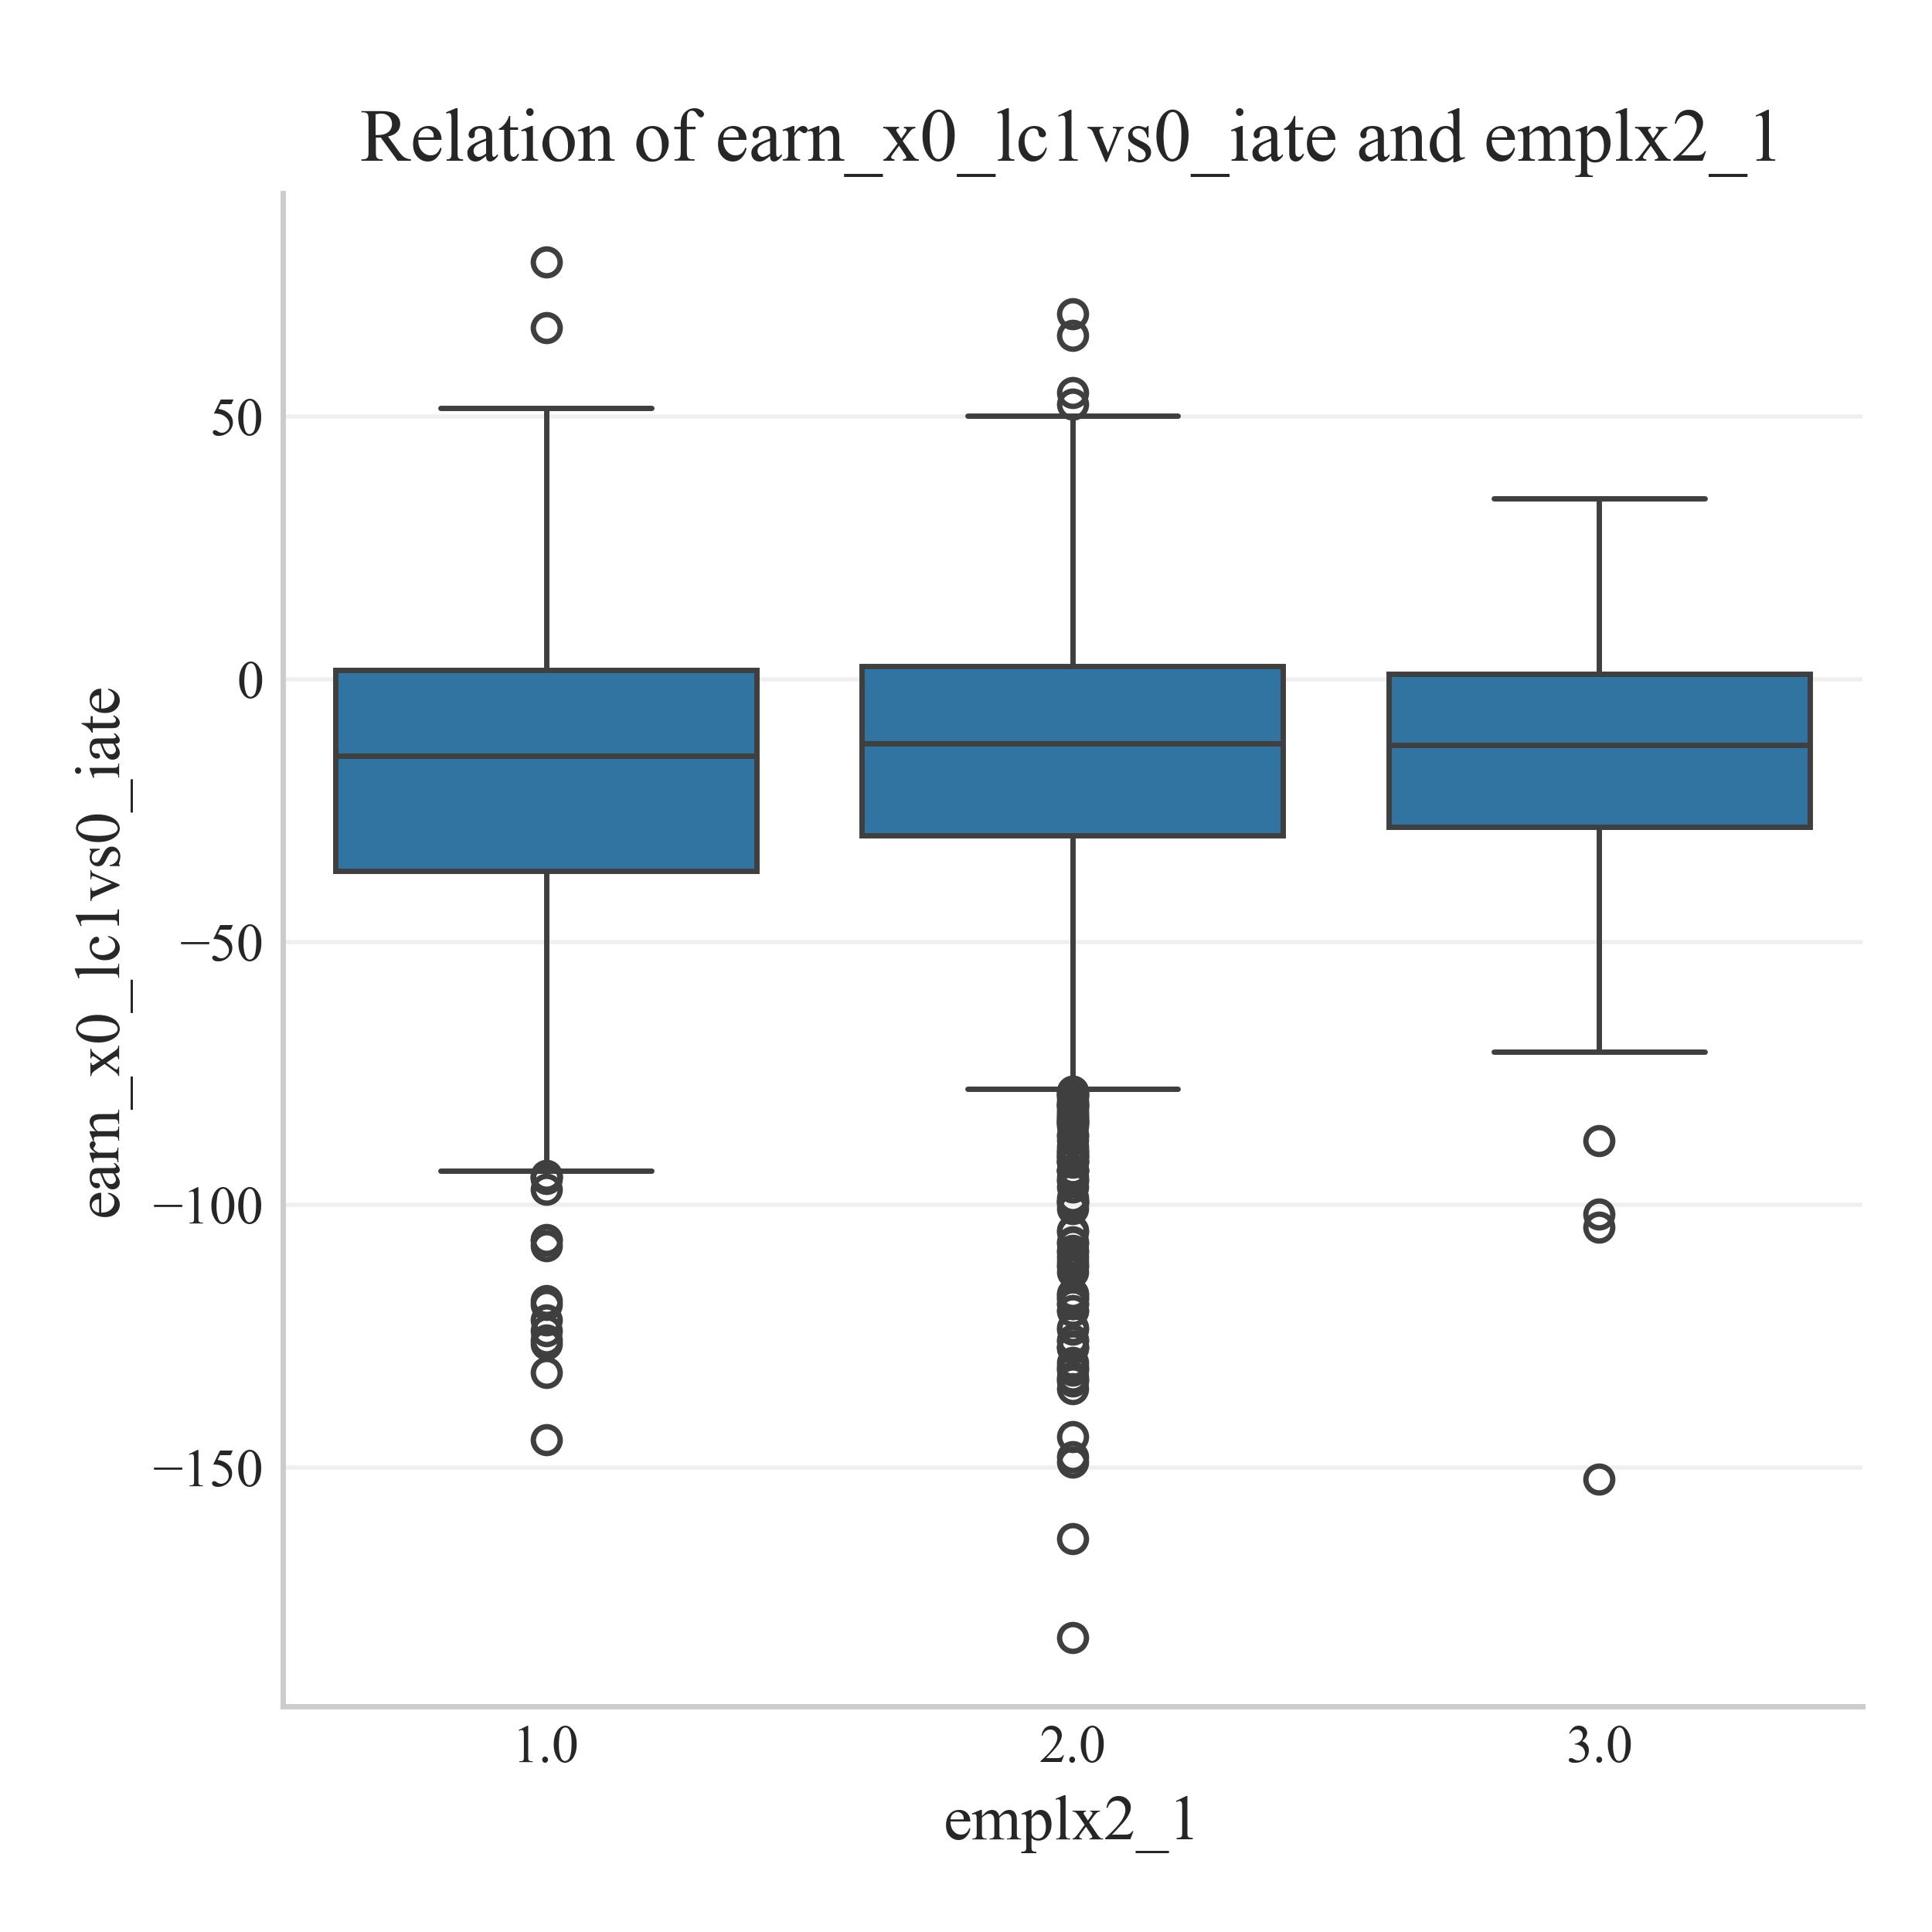 Relation of earn_x0_lc1vs0_iate and emplx2_1
earn_x0_lc1vs0_iate
50
0
−50
−100
−150
1.0 2.0 3.0
emplx2_1